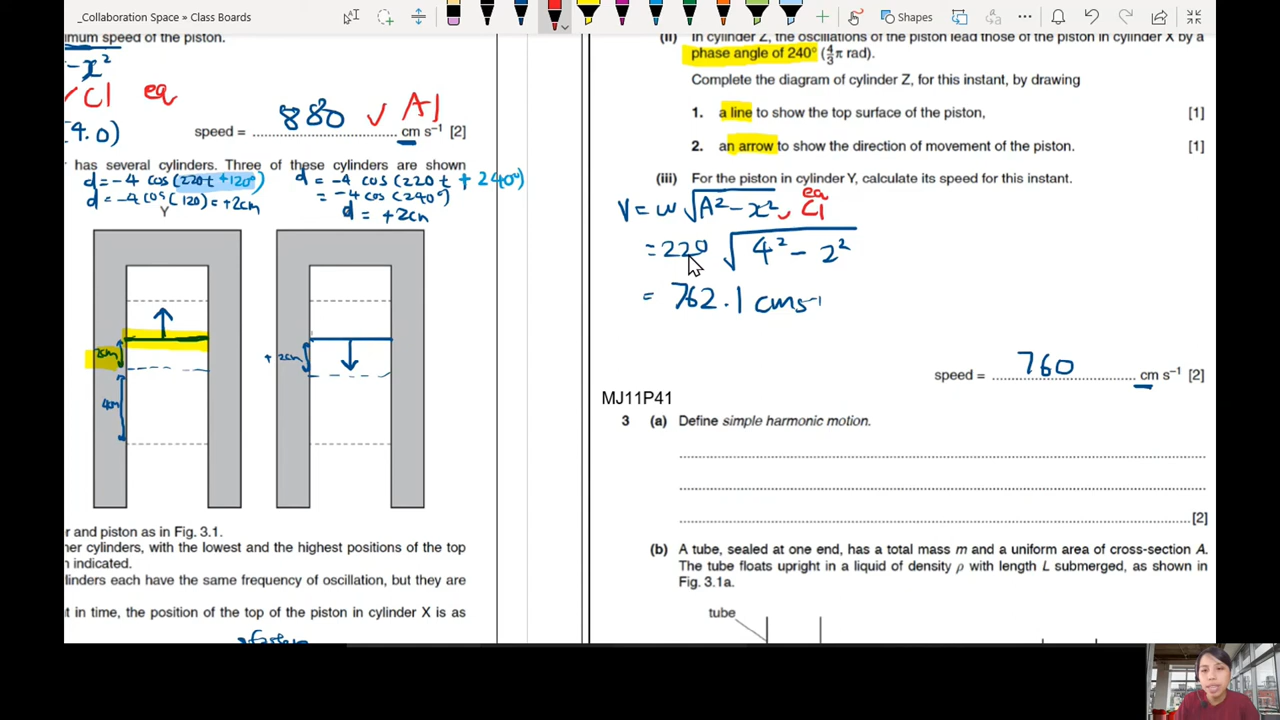 _Collaboration Space » Class Boards
Shapes
imum speed of the piston.
– x²
✓ C1 eq
(4.0)
speed = 880 cm s⁻¹ [2] ✓ A1
has several cylinders. Three of these cylinders are shown
d = -4 cos(220t +120°)
d = -4 cos(120) = +2cm
Y
d = -4 cos(220t + 240°)
= -4 cos(240°)
d = +2cm
2cm
4cm
+ 2cm
r and piston as in Fig. 3.1.
her cylinders, with the lowest and the highest positions of the top
n indicated.
ylinders each have the same frequency of oscillation, but they are
t in time, the position of the top of the piston in cylinder X is as
(ii) In cylinder Z, the oscillations of the piston lead those of the piston in cylinder X by a
phase angle of 240° (4/3π rad).
Complete the diagram of cylinder Z, for this instant, by drawing
1. a line to show the top surface of the piston, [1]
2. an arrow to show the direction of movement of the piston. [1]
(iii) For the piston in cylinder Y, calculate its speed for this instant.
V = ω √A² – x² ✓ C1 eq
= 220 √4² – 2²
= 762.1 cms⁻¹
speed = 760 cm s⁻¹ [2]
MJ11P41
3 (a) Define simple harmonic motion.
[2]
(b) A tube, sealed at one end, has a total mass m and a uniform area of cross-section A.
The tube floats upright in a liquid of density ρ with length L submerged, as shown in
Fig. 3.1a.
tube